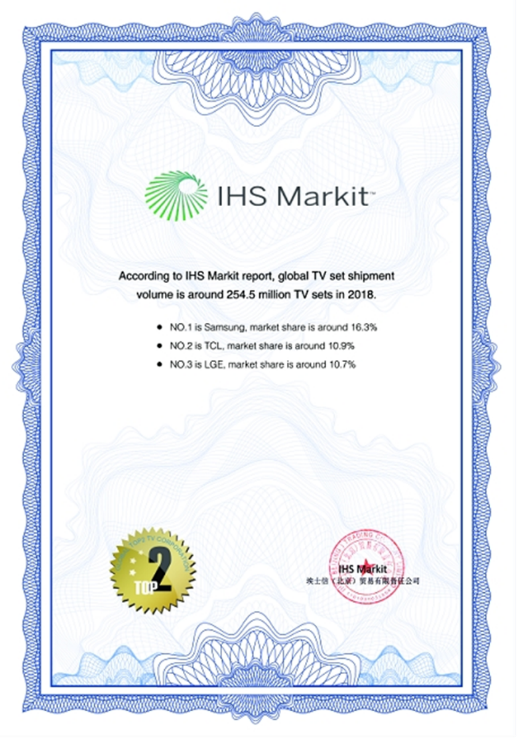 IHS Markit™
According to IHS Markit report, global TV set shipment
volume is around 254.5 million TV sets in 2018.
● NO.1 is Samsung, market share is around 16.3%
● NO.2 is TCL, market share is around 10.9%
● NO.3 is LGE, market share is around 10.7%
TV CORPORATION
2
TOP
TRADING
IHS Markit
埃士信（北京）贸易有限责任公司